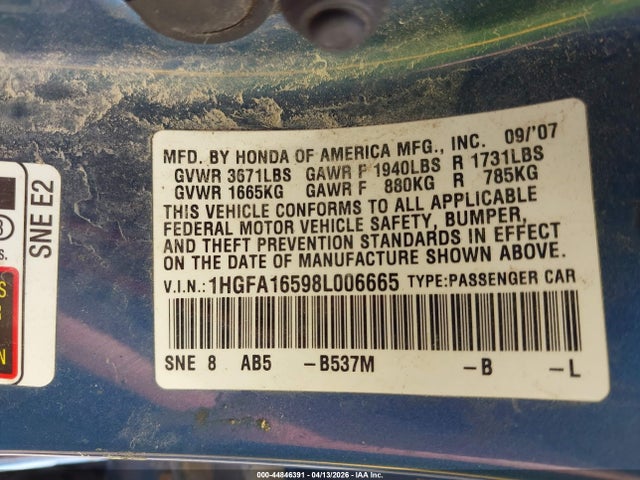 MFD. BY HONDA OF AMERICA MFG., INC. 09/'07
GVWR 3671LBS GAWR F 1940LBS R 1731LBS
GVWR 1665KG GAWR F 880KG R 785KG
THIS VEHICLE CONFORMS TO ALL APPLICABLE
FEDERAL MOTOR VEHICLE SAFETY, BUMPER,
AND THEFT PREVENTION STANDARDS IN EFFECT
ON THE DATE OF MANUFACTURE SHOWN ABOVE.
V.I.N.: 1HGFA16598L006665 TYPE:PASSENGER CAR
SNE 8 AB5 -B537M -B -L
SNE E2
000-44846391 - 04/13/2026 - IAA Inc.